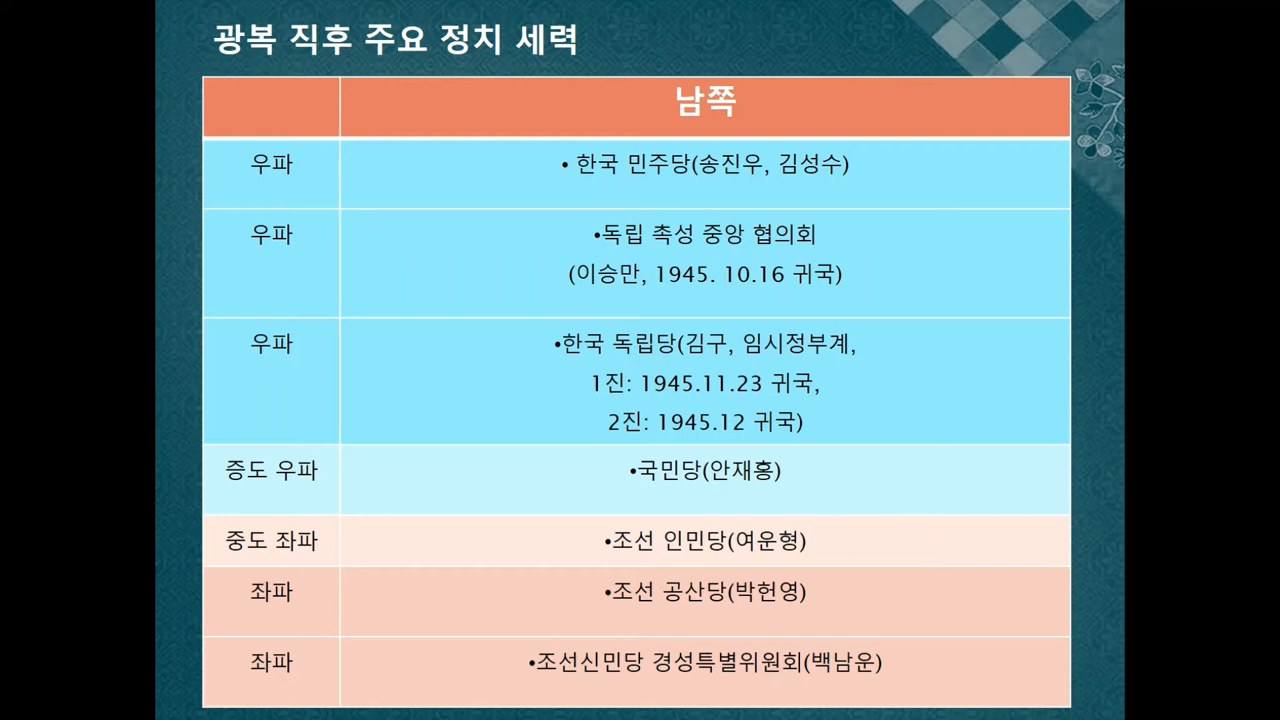 광복 직후 주요 정치 세력
남쪽
우파
• 한국 민주당(송진우, 김성수)
우파
•독립 촉성 중앙 협의회
(이승만, 1945. 10.16 귀국)
우파
•한국 독립당(김구, 임시정부계,
1진: 1945.11.23 귀국,
2진: 1945.12 귀국)
증도 우파
•국민당(안재홍)
중도 좌파
•조선 인민당(여운형)
좌파
•조선 공산당(박헌영)
좌파
•조선신민당 경성특별위원회(백남운)